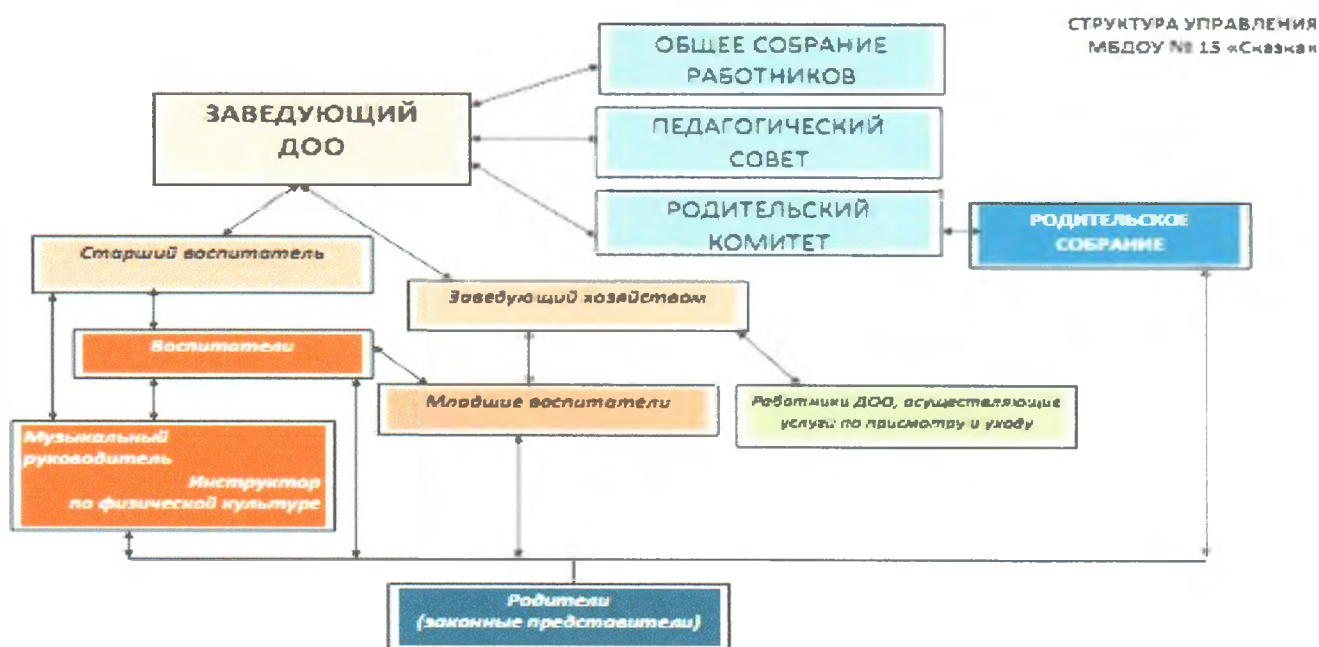 СТРУКТУРА УПРАВЛЕНИЯ
МБДОУ № 15 «Сказка»
ОБЩЕЕ СОБРАНИЕ
РАБОТНИКОВ
ЗАВЕДУЮЩИЙ
ДОО
ПЕДАГОГИЧЕСКИЙ
СОВЕТ
РОДИТЕЛЬСКИЙ
КОМИТЕТ
РОДИТЕЛЬСКОЕ
СОБРАНИЕ
Старший воспитатель
Заведующий хозяйством
Воспитатели
Младшие воспитатели
Работники ДОО, осуществляющие
услуги по присмотру и уходу
Музыкальный
руководитель
Инструктор
по физической культуре
Родители
(законные представители)